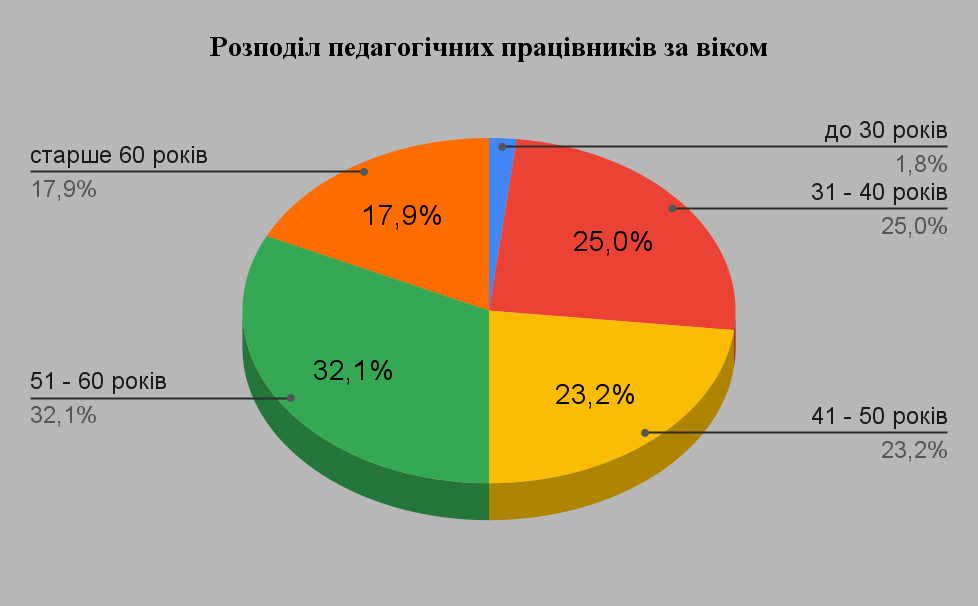 Розподіл педагогічних працівників за віком
до 30 років
1,8%
31 - 40 років
25,0%
41 - 50 років
23,2%
51 - 60 років
32,1%
старше 60 років
17,9%
17,9%
25,0%
32,1%
23,2%